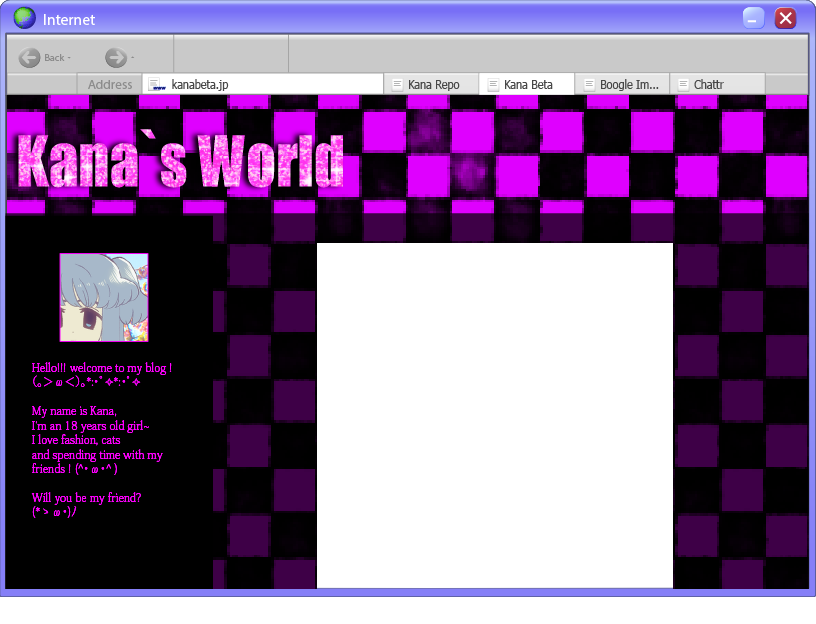 Internet
Back
Address
kanabeta.jp
Kana Repo
Kana Beta
Boogle Im...
Chattr
Kana`s World
Hello!!! welcome to my blog !
(｡＞ω＜)｡*:･ﾟ✧*:･ﾟ✧
My name is Kana,
I'm an 18 years old girl~
I love fashion, cats
and spending time with my
friends ! (^・ω・^ )
Will you be my friend?
(*＞ω・)ﾉ